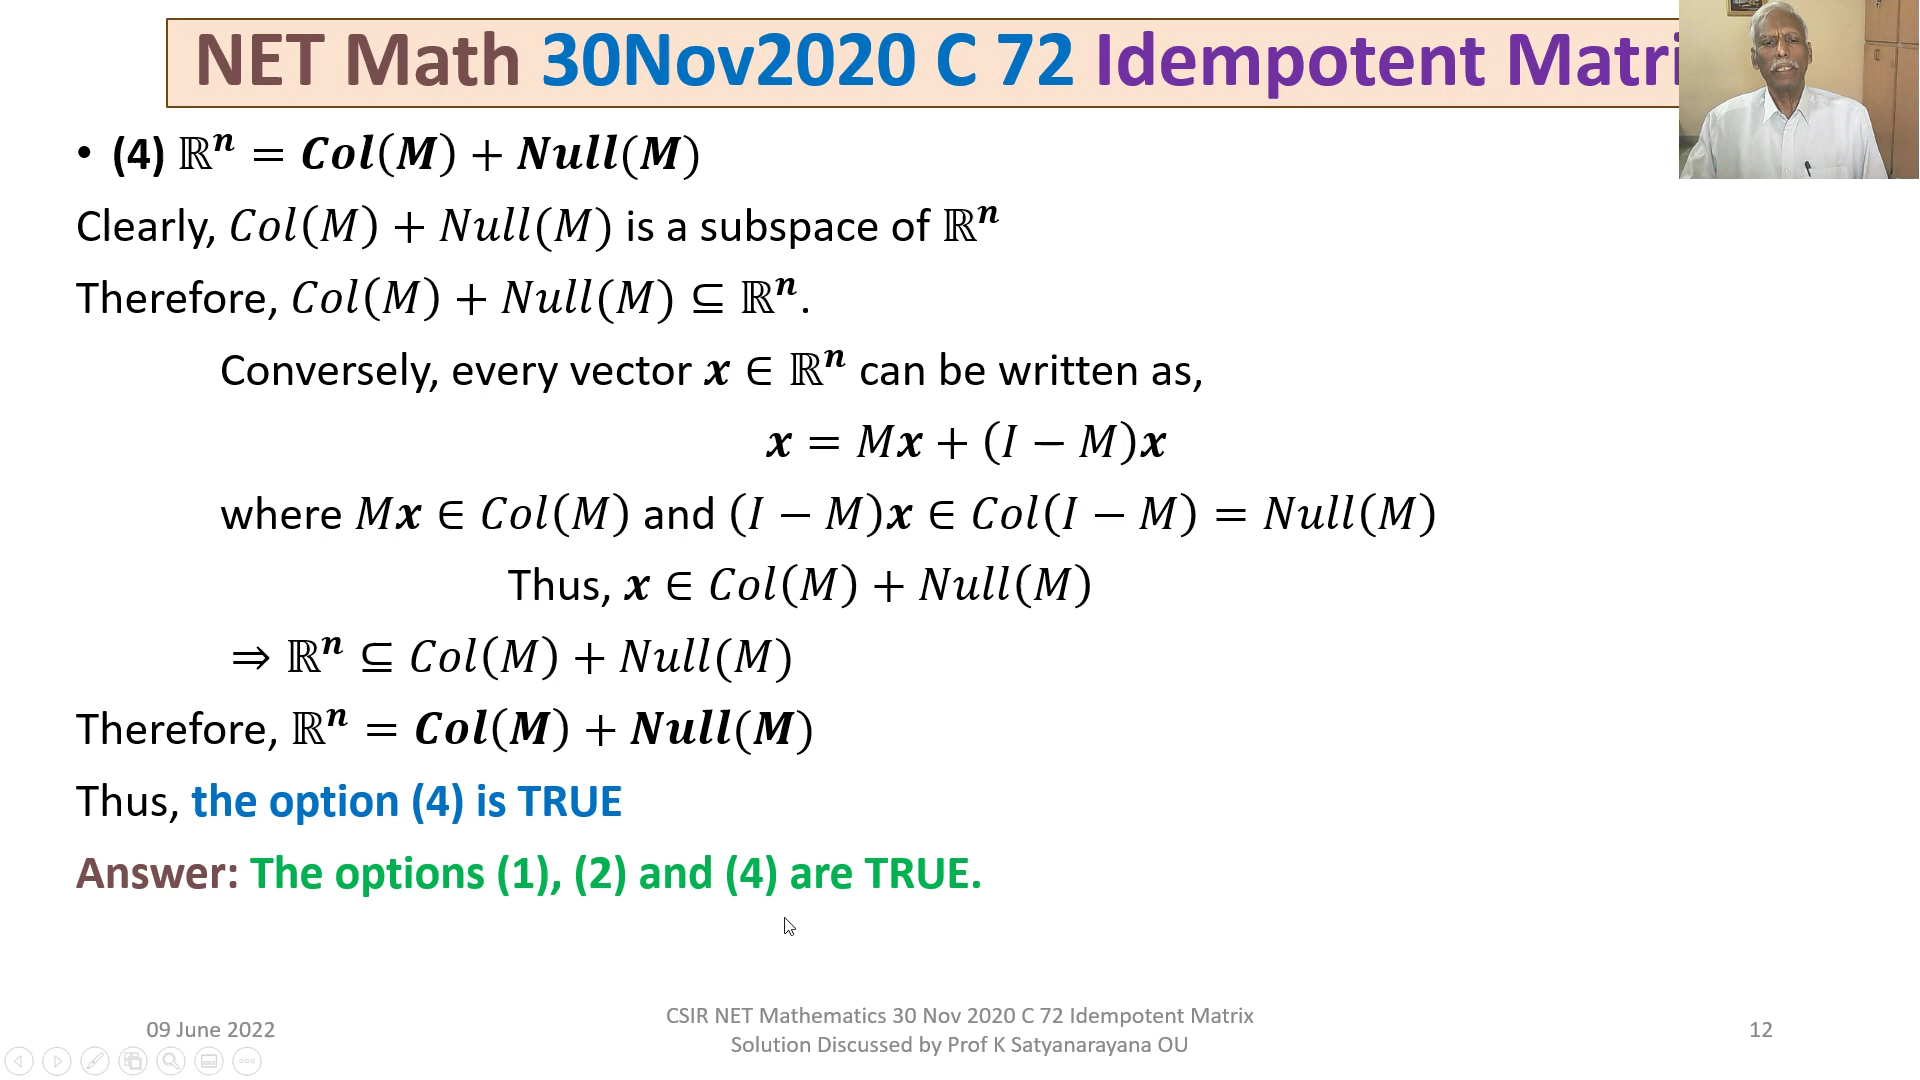 NET Math 30Nov2020 C 72 Idempotent Matri
• (4) ℝⁿ = Col(M) + Null(M)
Clearly, Col(M) + Null(M) is a subspace of ℝⁿ
Therefore, Col(M) + Null(M) ⊆ ℝⁿ.
Conversely, every vector x ∈ ℝⁿ can be written as,
x = Mx + (I − M)x
where Mx ∈ Col(M) and (I − M)x ∈ Col(I − M) = Null(M)
Thus, x ∈ Col(M) + Null(M)
⇒ ℝⁿ ⊆ Col(M) + Null(M)
Therefore, ℝⁿ = Col(M) + Null(M)
Thus, the option (4) is TRUE
Answer: The options (1), (2) and (4) are TRUE.
09 June 2022
CSIR NET Mathematics 30 Nov 2020 C 72 Idempotent Matrix
Solution Discussed by Prof K Satyanarayana OU
12